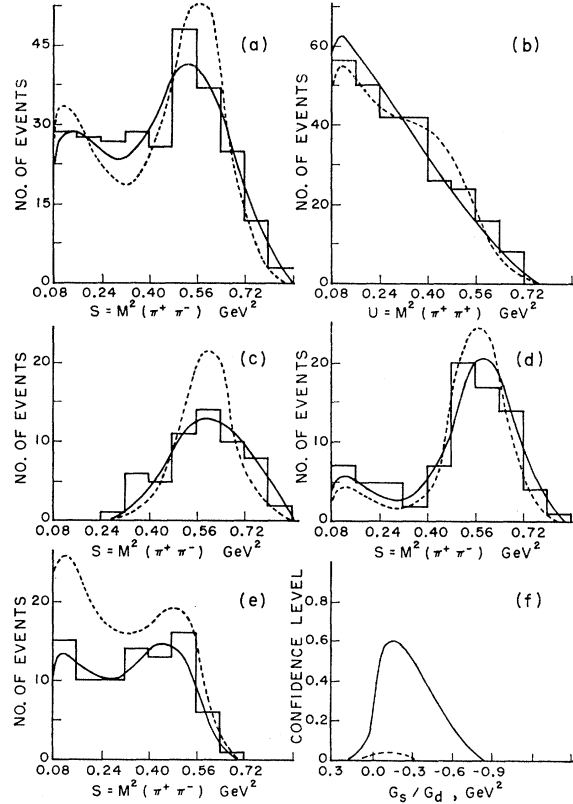 NO. OF EVENTS
45
30
15
0
(a)
0.08 0.24 0.40 0.56 0.72
S = M² (π⁺ π⁻) GeV²
NO. OF EVENTS
60
40
20
0
(b)
0.08 0.24 0.40 0.56 0.72
U = M² (π⁺ π⁺) GeV²
NO. OF EVENTS
20
10
0
(c)
0.08 0.24 0.40 0.56 0.72
S = M² (π⁺ π⁻) GeV²
NO. OF EVENTS
20
10
0
(d)
0.08 0.24 0.40 0.56 0.72
S = M² (π⁺ π⁻) GeV²
NO. OF EVENTS
20
10
0
(e)
0.08 0.24 0.40 0.56 0.72
S = M² (π⁺ π⁻) GeV²
CONFIDENCE LEVEL
0.8
0.6
0.4
0.2
0
(f)
0.3 0.0 -0.3 -0.6 -0.9
Gₛ/G_d , GeV²